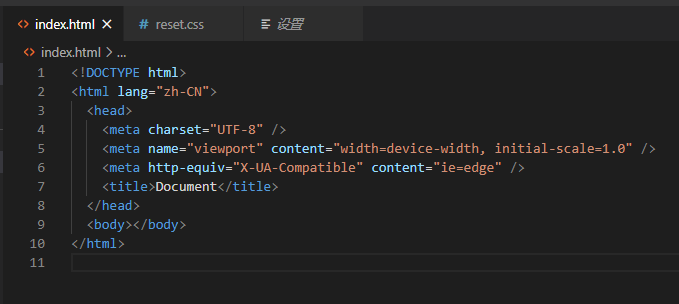 index.html
reset.css
设置
index.html > ...
1 <!DOCTYPE html>
2 <html lang="zh-CN">
3   <head>
4     <meta charset="UTF-8" />
5     <meta name="viewport" content="width=device-width, initial-scale=1.0" />
6     <meta http-equiv="X-UA-Compatible" content="ie=edge" />
7     <title>Document</title>
8   </head>
9   <body></body>
10 </html>
11